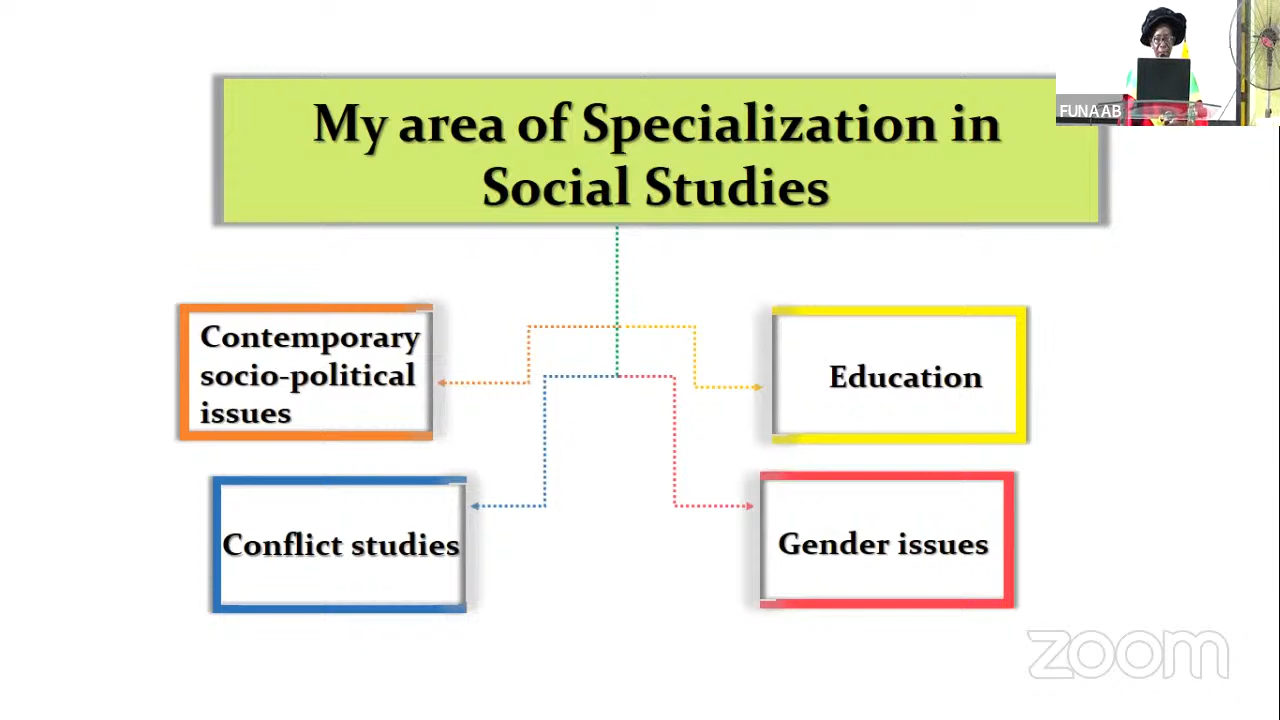 My area of Specialization in
Social Studies
FUNAAB
Contemporary
socio-political
issues
Education
Conflict studies
Gender issues
zoom